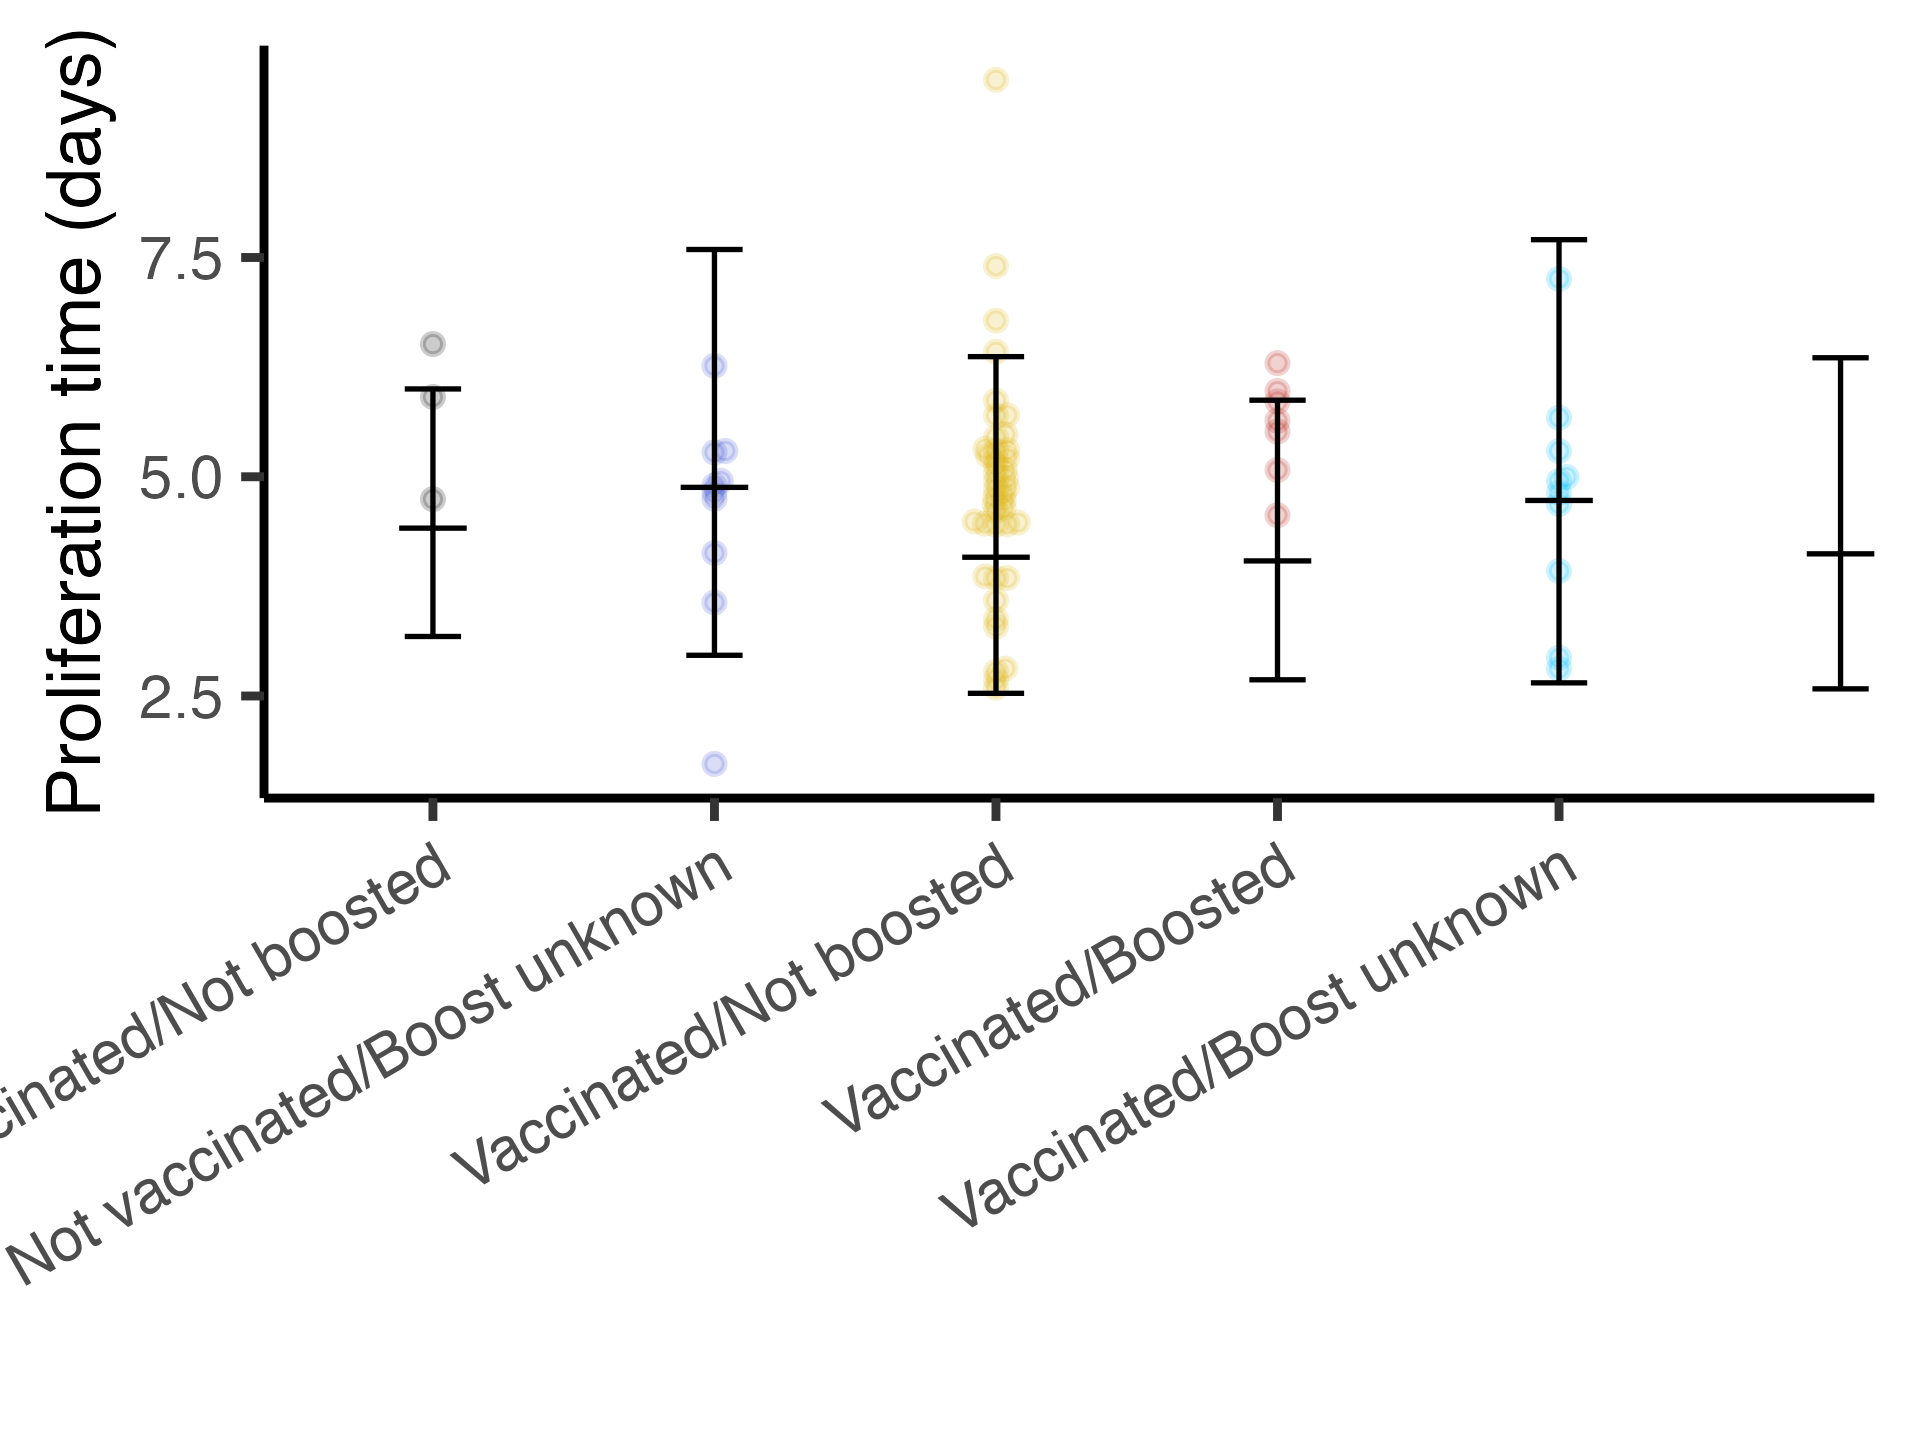 Proliferation time (days)
7.5
5.0
2.5
cinated/Not boosted
Not vaccinated/Boost unknown
Vaccinated/Not boosted
Vaccinated/Boosted
Vaccinated/Boost unknown